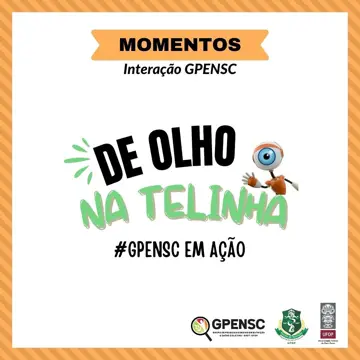 MOMENTOS
Interação GPENSC
DE OLHO
NA TELINHA
#GPENSC EM AÇÃO
GPENSC
UFOP